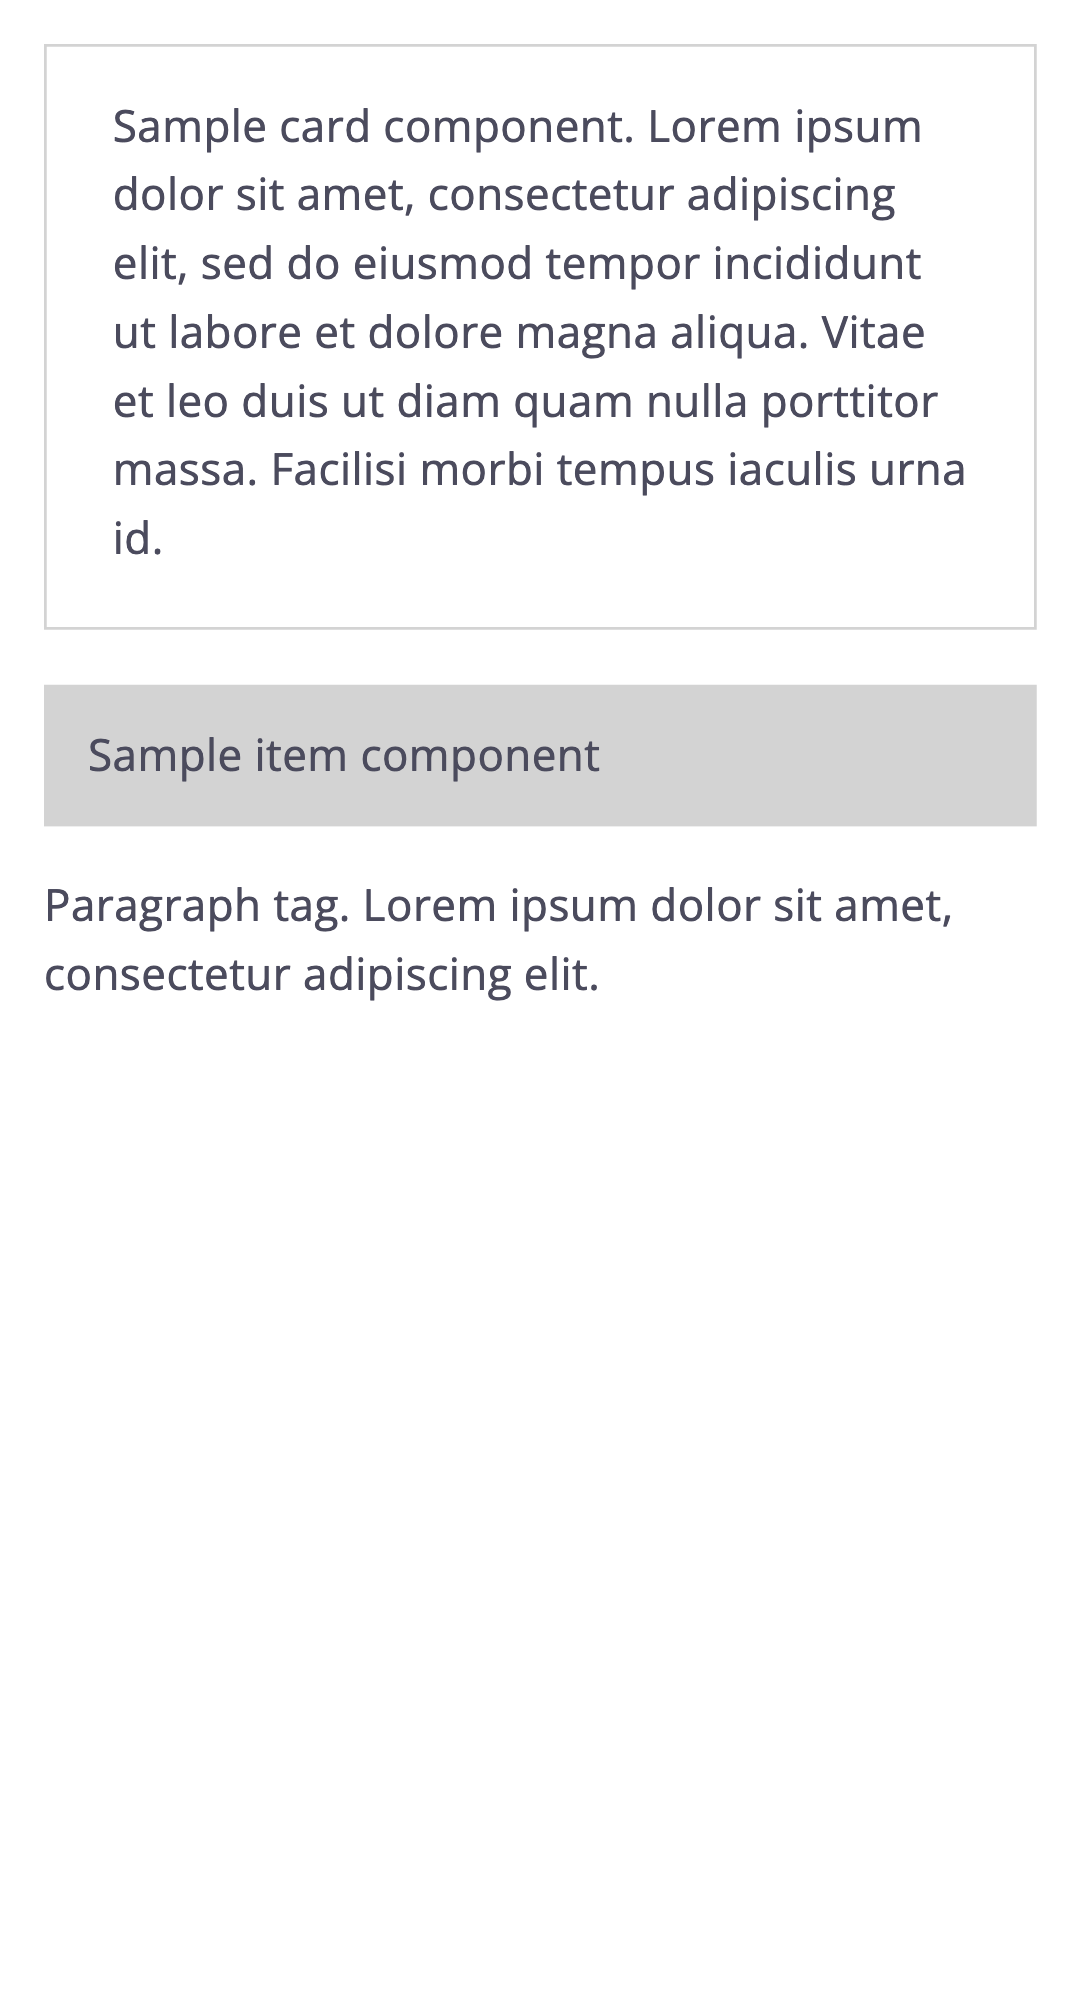 Sample card component. Lorem ipsum
dolor sit amet, consectetur adipiscing
elit, sed do eiusmod tempor incididunt
ut labore et dolore magna aliqua. Vitae
et leo duis ut diam quam nulla porttitor
massa. Facilisi morbi tempus iaculis urna
id.
Sample item component
Paragraph tag. Lorem ipsum dolor sit amet,
consectetur adipiscing elit.